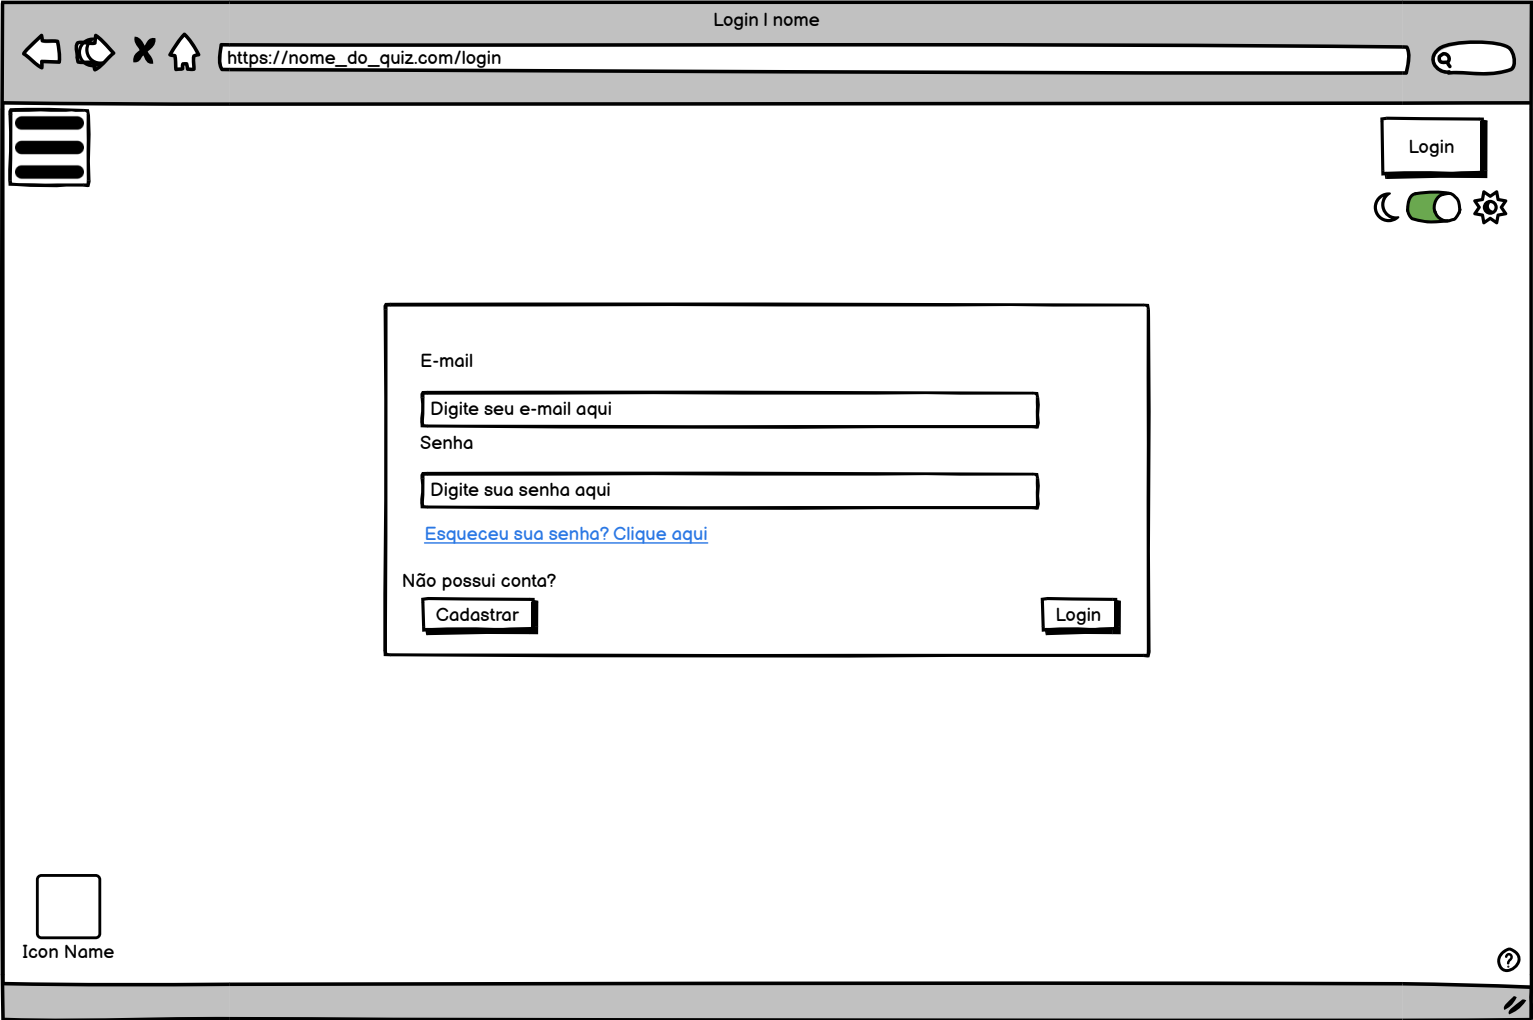 Login | nome
https://nome_do_quiz.com/login
Login
E-mail
Digite seu e-mail aqui
Senha
Digite sua senha aqui
Esqueceu sua senha? Clique aqui
Não possui conta?
Cadastrar
Login
Icon Name
?